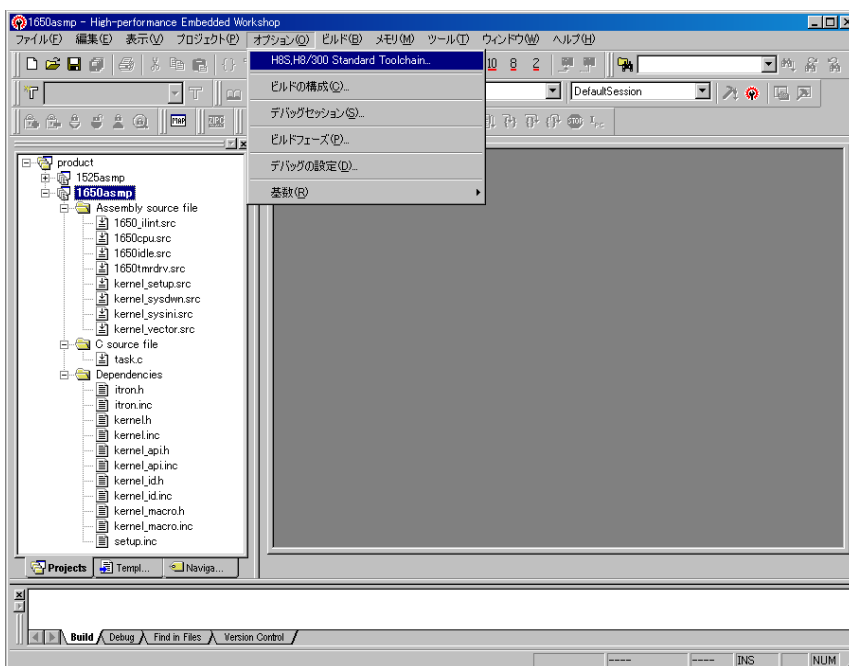 1650asmp - High-performance Embedded Workshop
ファイル(F) 編集(E) 表示(V) プロジェクト(P) オプション(O) ビルド(B) メモリ(M) ツール(T) ウィンドウ(W) ヘルプ(H)
H8S,H8/300 Standard Toolchain...
ビルドの構成(C)...
デバッグセッション(S)...
ビルドフェーズ(P)...
デバッグの設定(D)...
基数(R)
10 8 2
DefaultSession
MAP
product
1525asmp
1650asmp
Assembly source file
1650_ilint.src
1650cpu.src
1650idle.src
1650tmrdrv.src
kernel_setup.src
kernel_sysdwn.src
kernel_sysini.src
kernel_vector.src
C source file
task.c
Dependencies
itron.h
itron.inc
kernel.h
kernel.inc
kernel_api.h
kernel_api.inc
kernel_id.h
kernel_id.inc
kernel_macro.h
kernel_macro.inc
setup.inc
Projects Templ... Naviga...
Build Debug Find in Files Version Control
---- ---- INS NUM